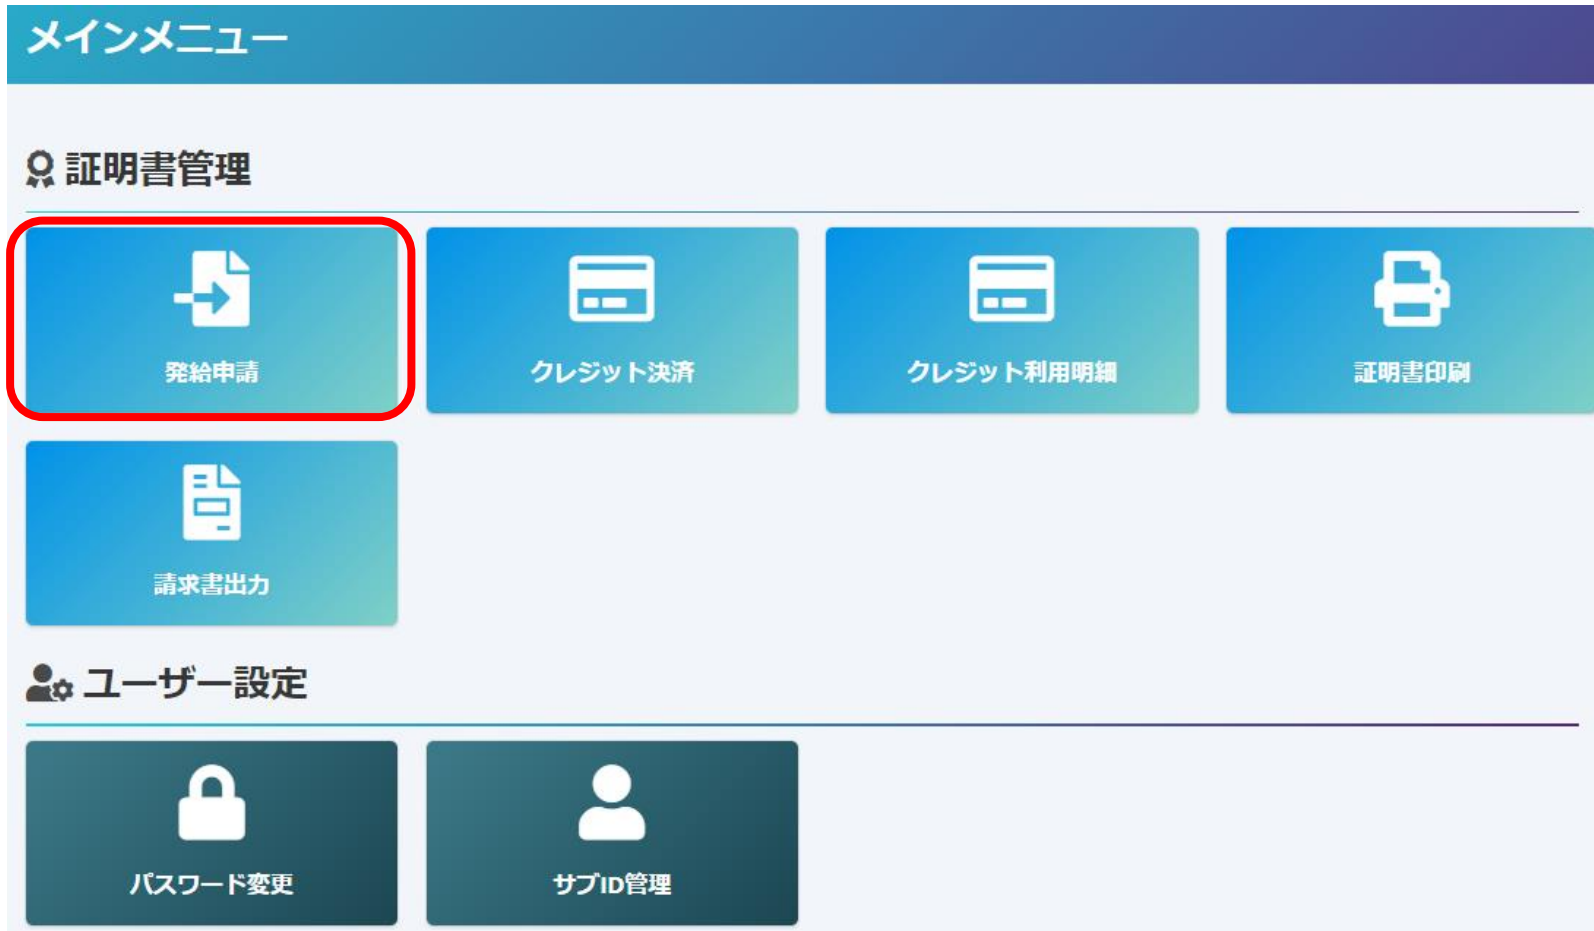 メインメニュー
証明書管理
発給申請
クレジット決済
クレジット利用明細
証明書印刷
請求書出力
ユーザー設定
パスワード変更
サブID管理